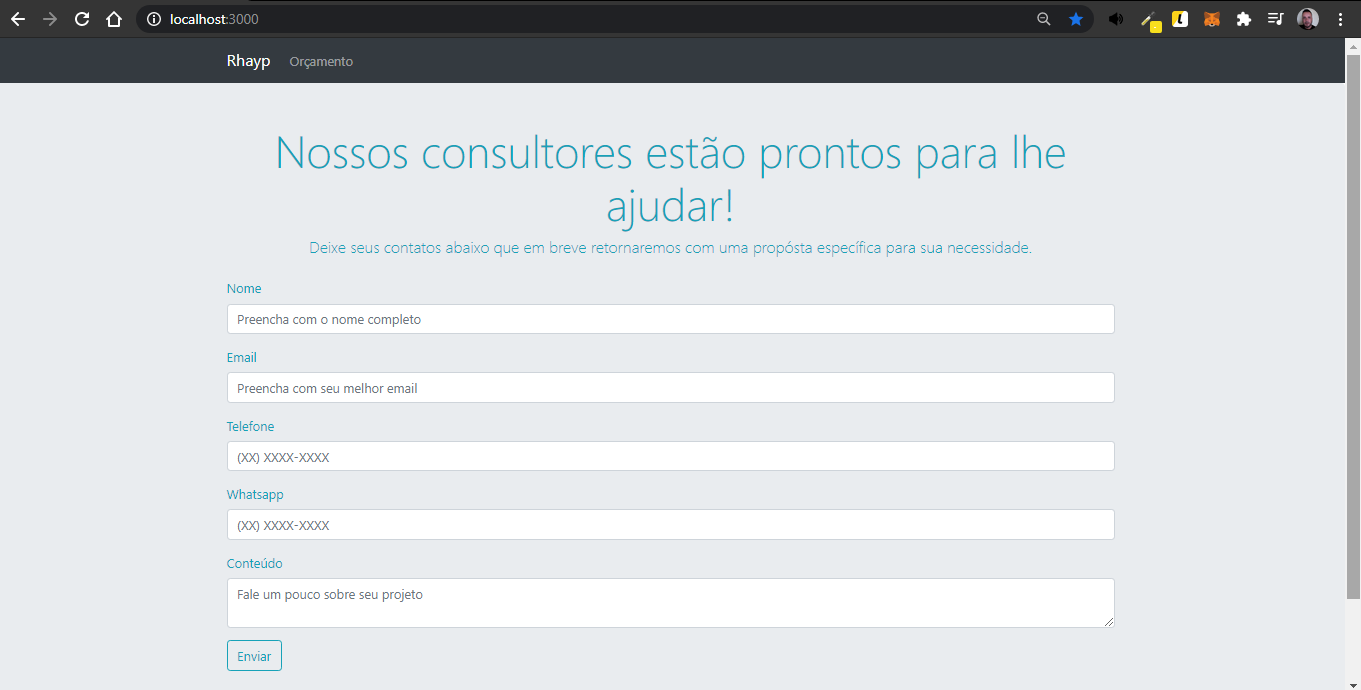 localhost:3000
Rhayp Orçamento
Nossos consultores estão prontos para lhe
ajudar!
Deixe seus contatos abaixo que em breve retornaremos com uma propósta específica para sua necessidade.
Nome
Preencha com o nome completo
Email
Preencha com seu melhor email
Telefone
(XX) XXXX-XXXX
Whatsapp
(XX) XXXX-XXXX
Conteúdo
Fale um pouco sobre seu projeto
Enviar